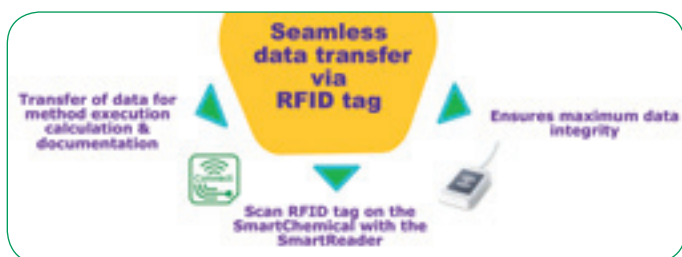 Seamless
data transfer
via
RFID tag
Transfer of data for
method execution
calculation &
documentation
Ensures maximum data
integrity
Connect
Scan RFID tag on the
SmartChemical with the
SmartReader